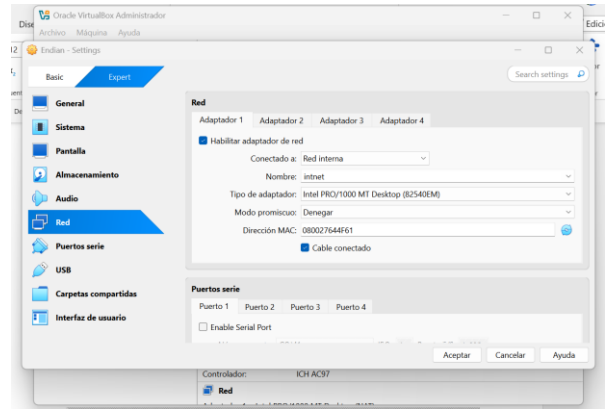 Oracle VirtualBox Administrador
Archivo Máquina Ayuda
Edici
12
Endian - Settings
Basic
Expert
Search settings
General
Sistema
Pantalla
Almacenamiento
Audio
Red
Puertos serie
USB
Carpetas compartidas
Interfaz de usuario
Red
Adaptador 1 Adaptador 2 Adaptador 3 Adaptador 4
Habilitar adaptador de red
Conectado a: Red interna
Nombre: intnet
Tipo de adaptador: Intel PRO/1000 MT Desktop (82540EM)
Modo promiscuo: Denegar
Dirección MAC: 080027644F61
Cable conectado
Puertos serie
Puerto 1 Puerto 2 Puerto 3 Puerto 4
Enable Serial Port
Aceptar Cancelar Ayuda
Controlador: ICH AC97
Red